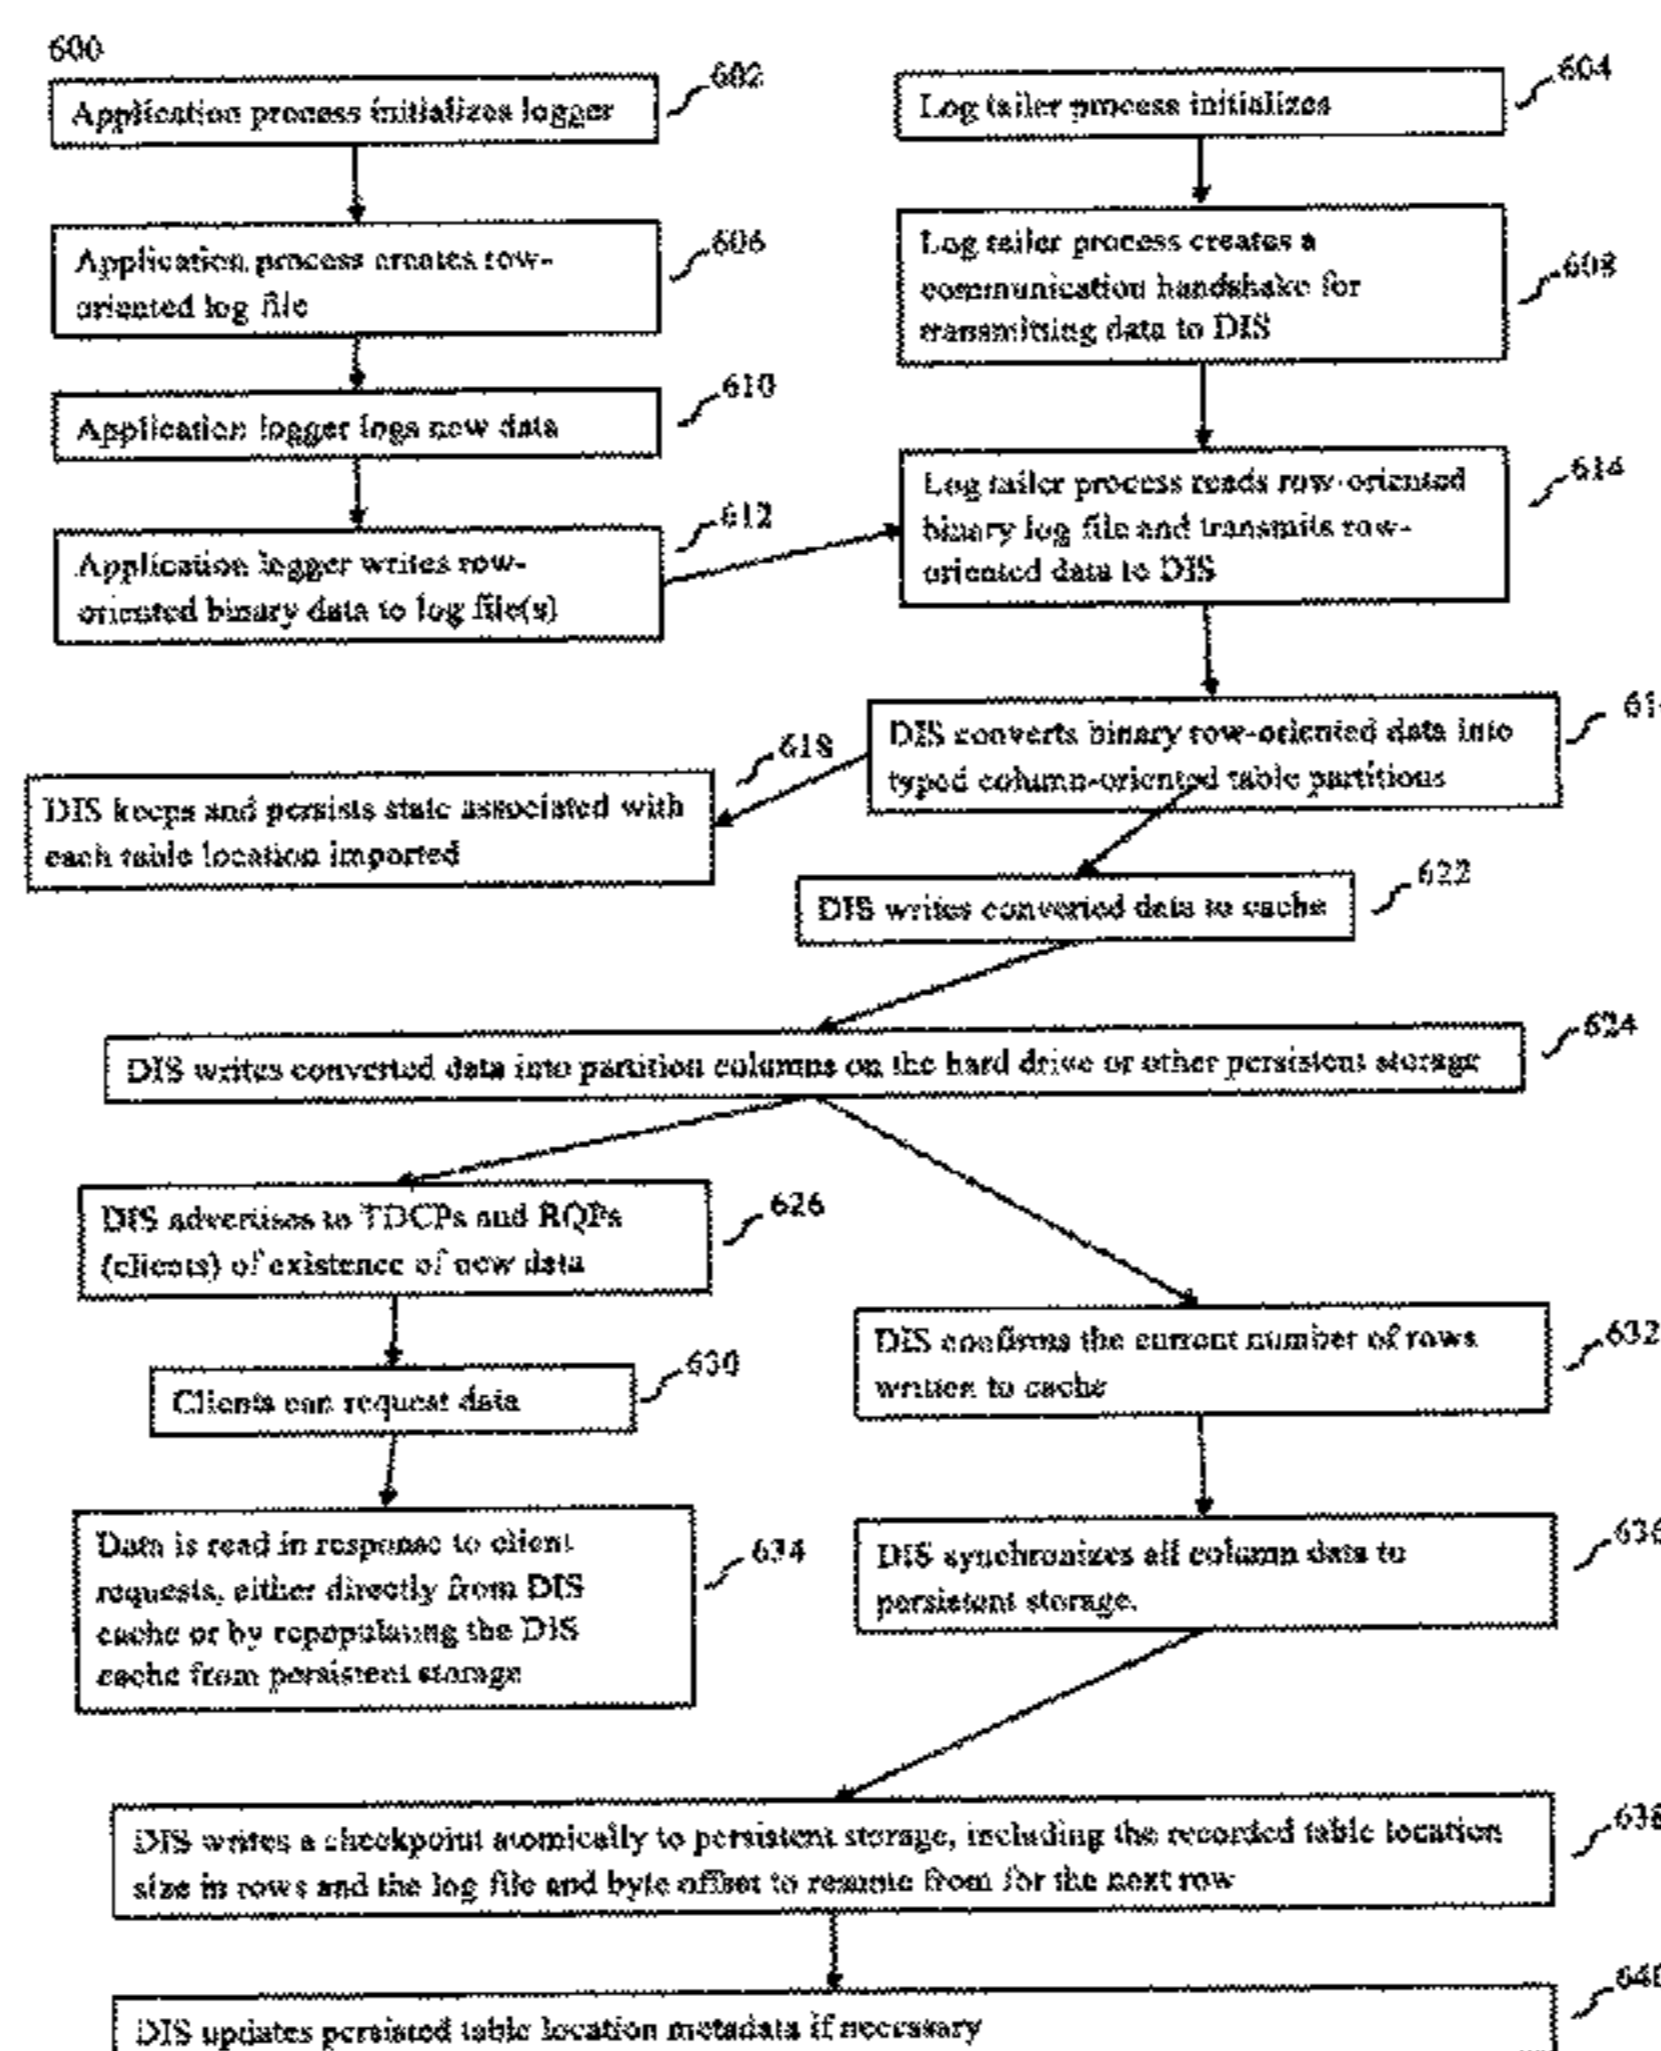 600
Application process initializes logger
602
Log tailer process initializes
604
Application process creates row-
oriented log file
606
Log tailer process creates a
communication handshake for
transmitting data to DIS
608
Application logger logs new data
610
Application logger writes row-
oriented binary data to log file(s)
612
Log tailer process reads row-oriented
binary log file and transmits row-
oriented data to DIS
614
DIS converts binary row-oriented data into
typed column-oriented table partitions
DIS keeps and persists state associated with
each table location imported
618
DIS writes converted data to cache
622
DIS writes converted data into partition columns on the hard drive or other persistent storage
624
DIS advertises to TDCPs and RQPs
(clients) of existence of new data
626
Clients can request data
630
DIS confirms the current number of rows
written to cache
632
Data is read in response to client
requests, either directly from DIS
cache or by repopulating the DIS
cache from persistent storage
634
DIS synchronizes all column data to
persistent storage.
636
DIS writes a checkpoint atomically to persistent storage, including the recorded table location
size in rows and the log file and byte offset to resume from for the next row
638
DIS updates persisted table location metadata if necessary
640